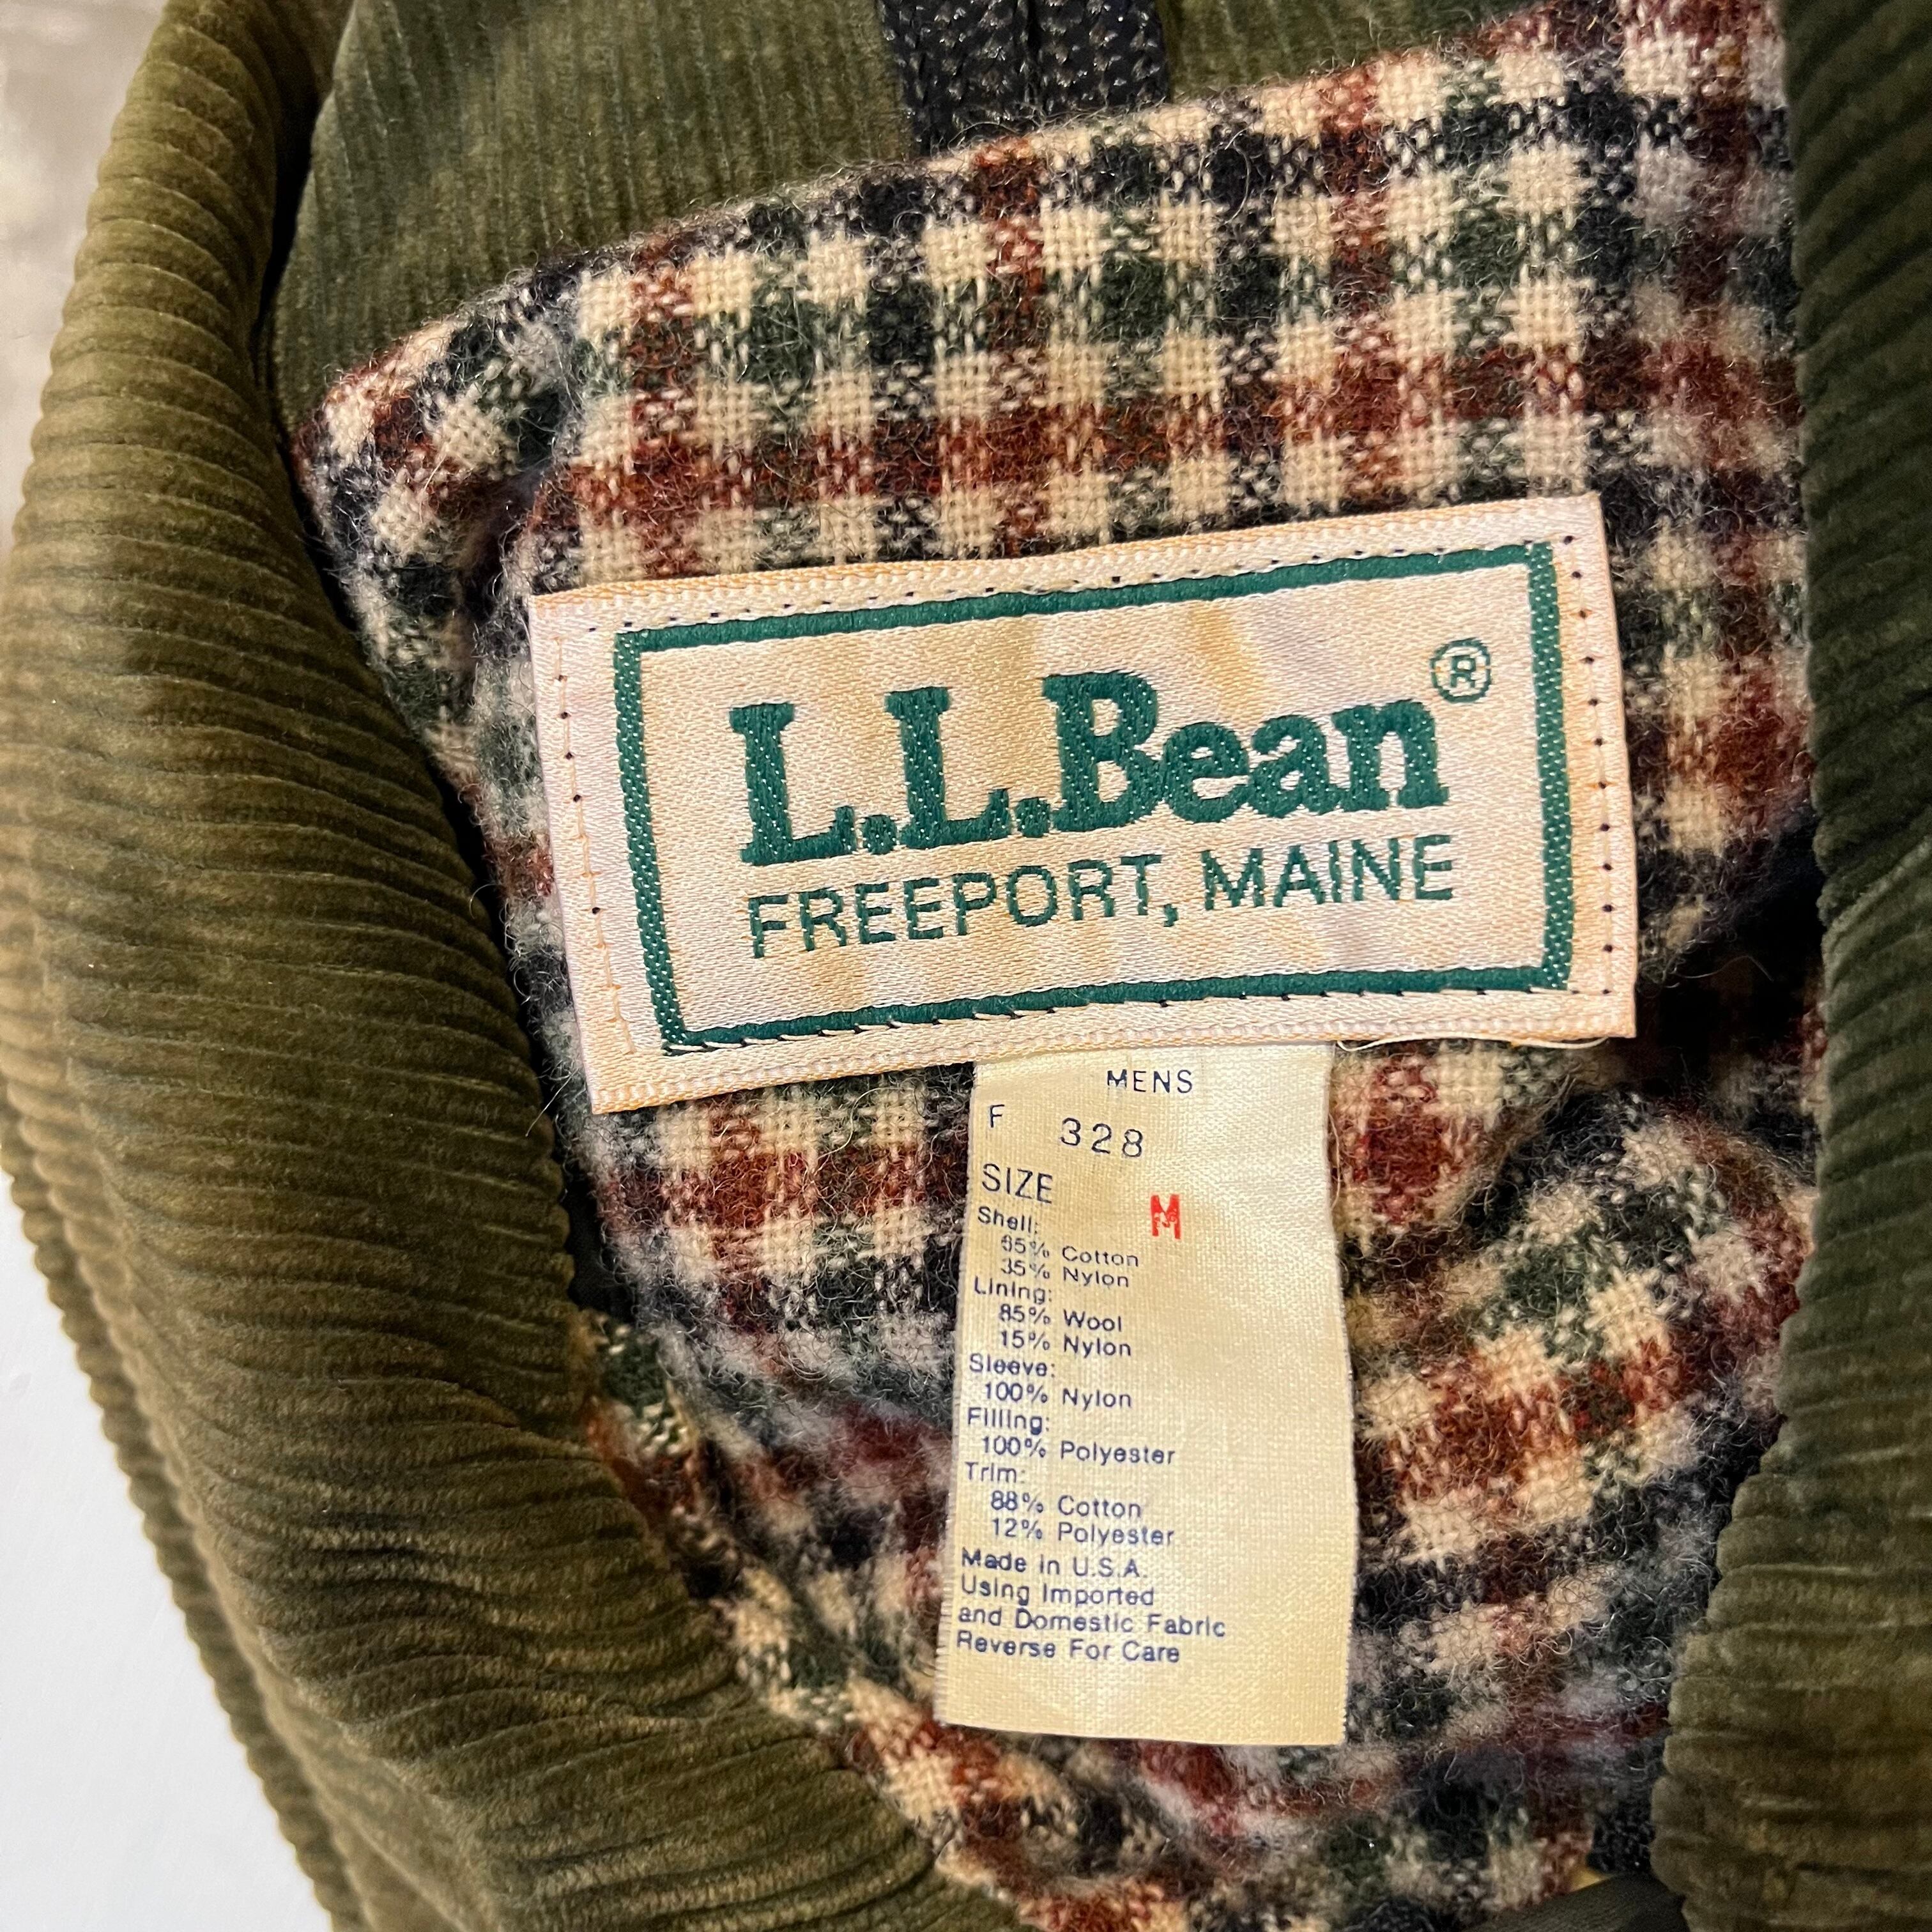 L.L.Bean®
FREEPORT, MAINE
MENS
F 328
SIZE M
Shell:
65% Cotton
35% Nylon
Lining:
85% Wool
15% Nylon
Sleeve:
100% Nylon
Filling:
100% Polyester
Trim:
88% Cotton
12% Polyester
Made in U.S.A.
Using Imported
and Domestic Fabric
Reverse For Care